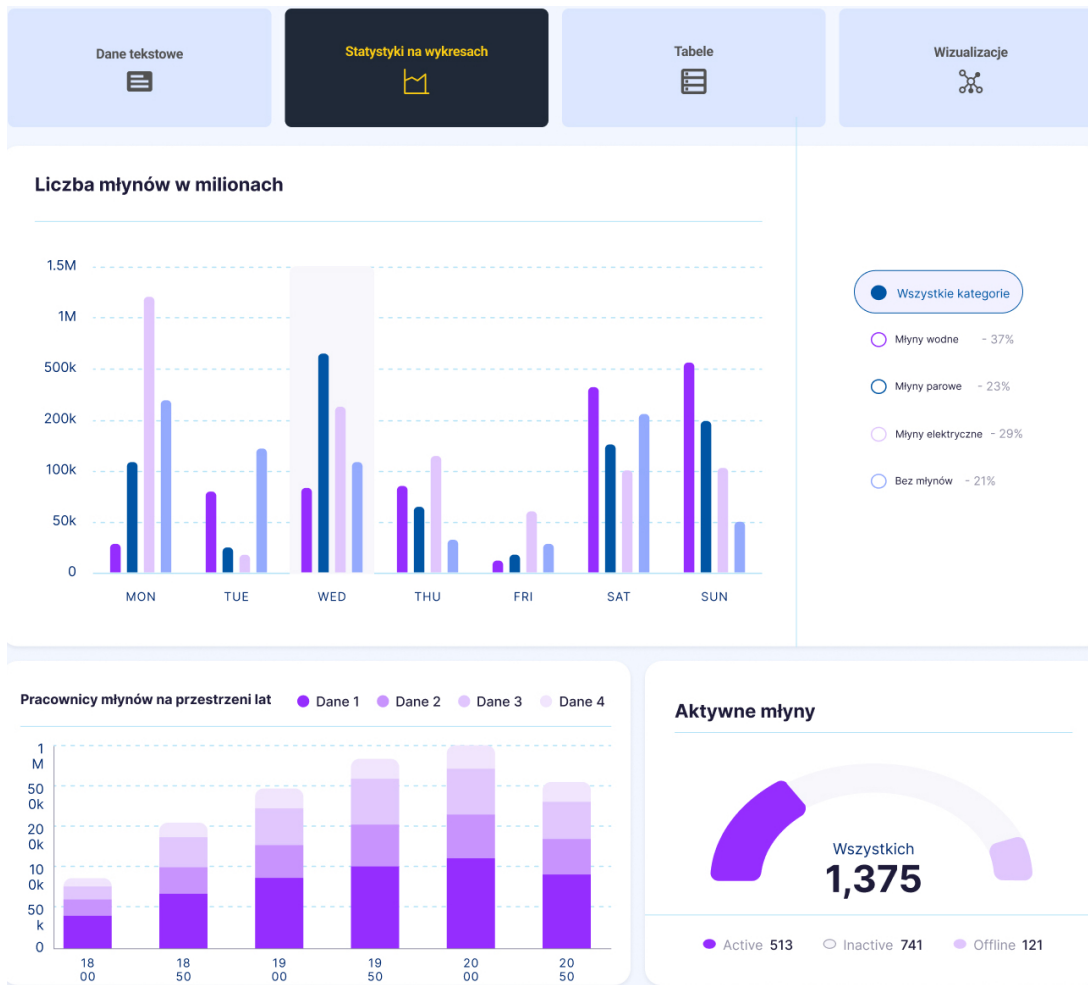 Dane tekstowe
Statystyki na wykresach
Tabele
Wizualizacje
Liczba młynów w milionach
1.5M
1M
500k
200k
100k
50k
0
MON TUE WED THU FRI SAT SUN
Wszystkie kategorie
Młyny wodne - 37%
Młyny parowe - 23%
Młyny elektryczne - 29%
Bez młynów - 21%
Pracownicy młynów na przestrzeni lat
Dane 1 Dane 2 Dane 3 Dane 4
1
M
50
0k
20
0k
10
0k
50
k
0
18 18 19 19 20 20
00 50 00 50 00 50
Aktywne młyny
Wszystkich
1,375
Active 513 Inactive 741 Offline 121